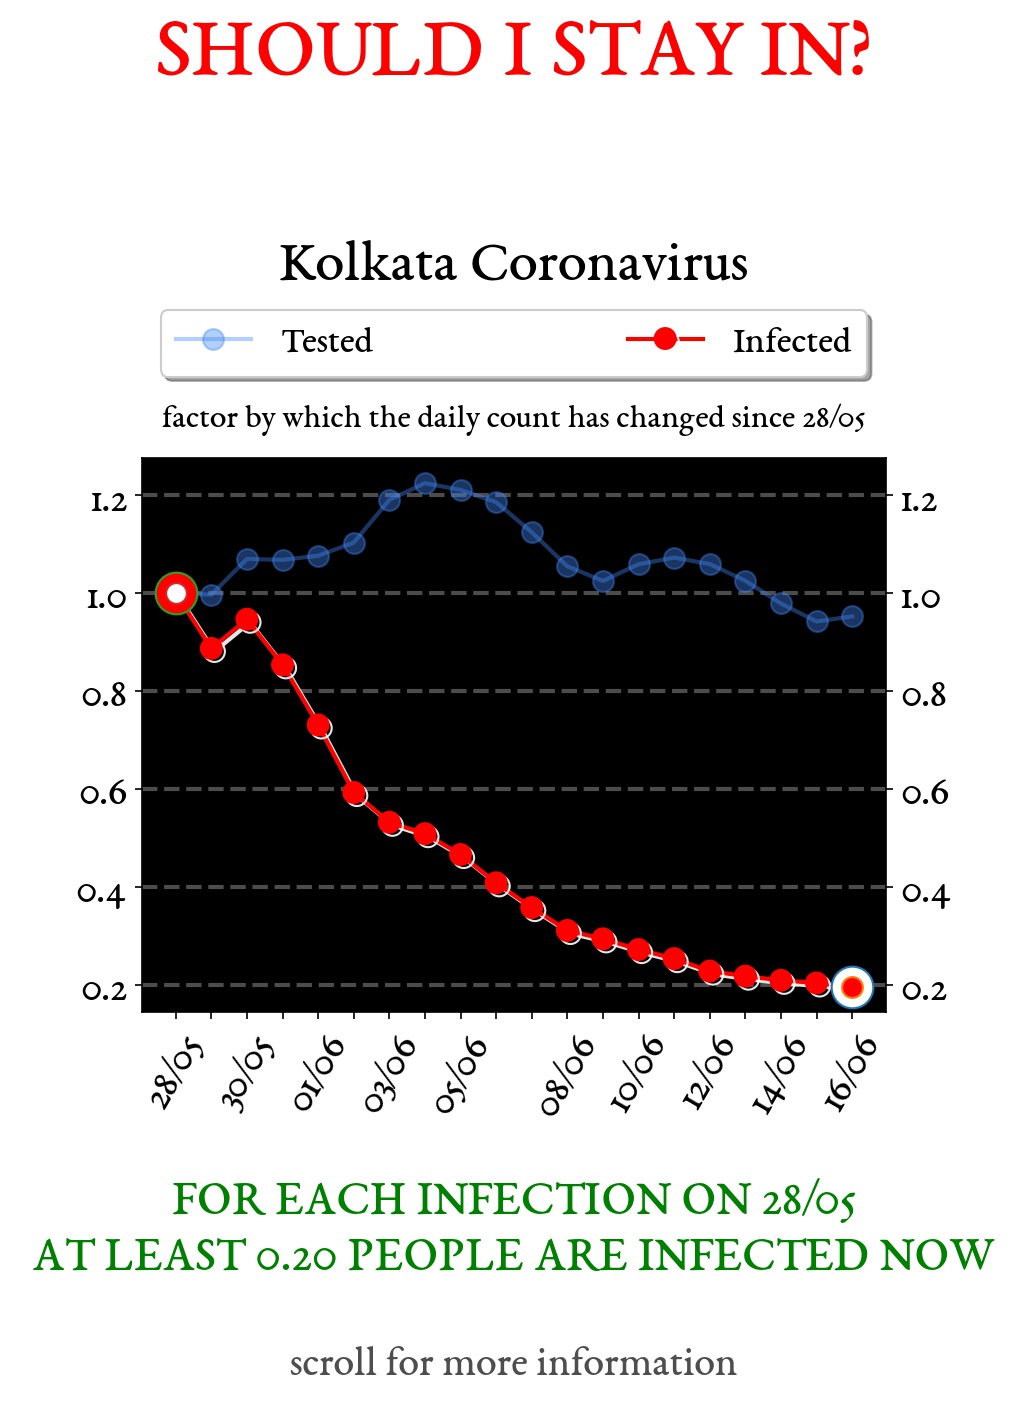 SHOULD I STAY IN?
Kolkata Coronavirus
Tested Infected
factor by which the daily count has changed since 28/05
1.2 1.2
1.0 1.0
0.8 0.8
0.6 0.6
0.4 0.4
0.2 0.2
28/05 30/05 01/06 03/06 05/06 08/06 10/06 12/06 14/06 16/06
FOR EACH INFECTION ON 28/05
AT LEAST 0.20 PEOPLE ARE INFECTED NOW
scroll for more information